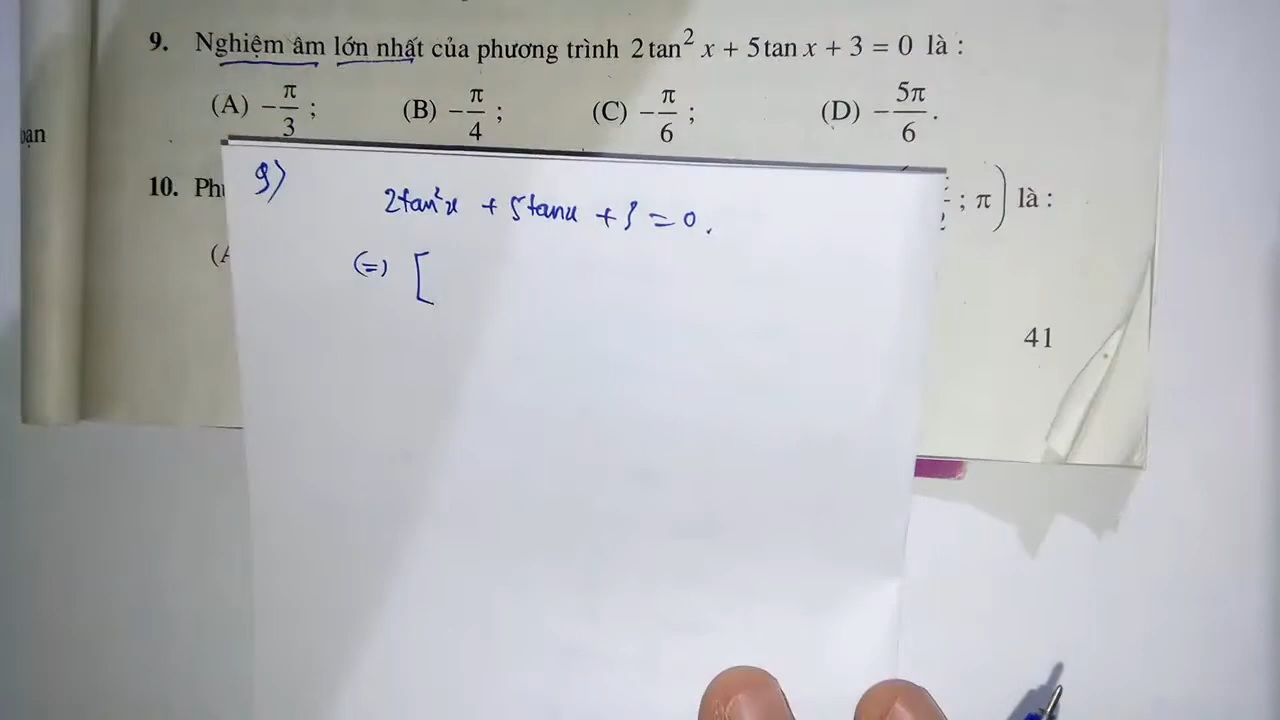 9. Nghiệm âm lớn nhất của phương trình 2tan² x + 5tan x + 3 = 0 là :
(A) −π/3 ; (B) −π/4 ; (C) −π/6 ; (D) −5π/6 .
oạn
9)
2tan²x + 5tanx + 3 = 0.
10. Ph ; π) là :
(=) [
(A
41